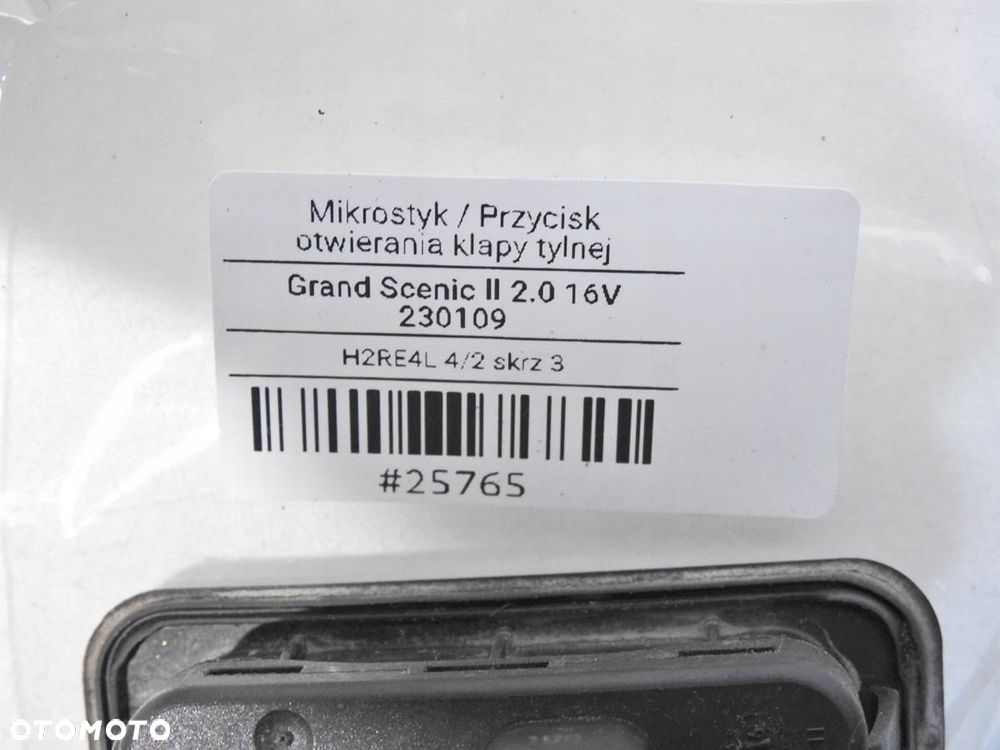 Mikrostyk / Przycisk
otwierania klapy tylnej
Grand Scenic II 2.0 16V
230109
H2RE4L 4/2 skrz 3
#25765
OTOMOTO